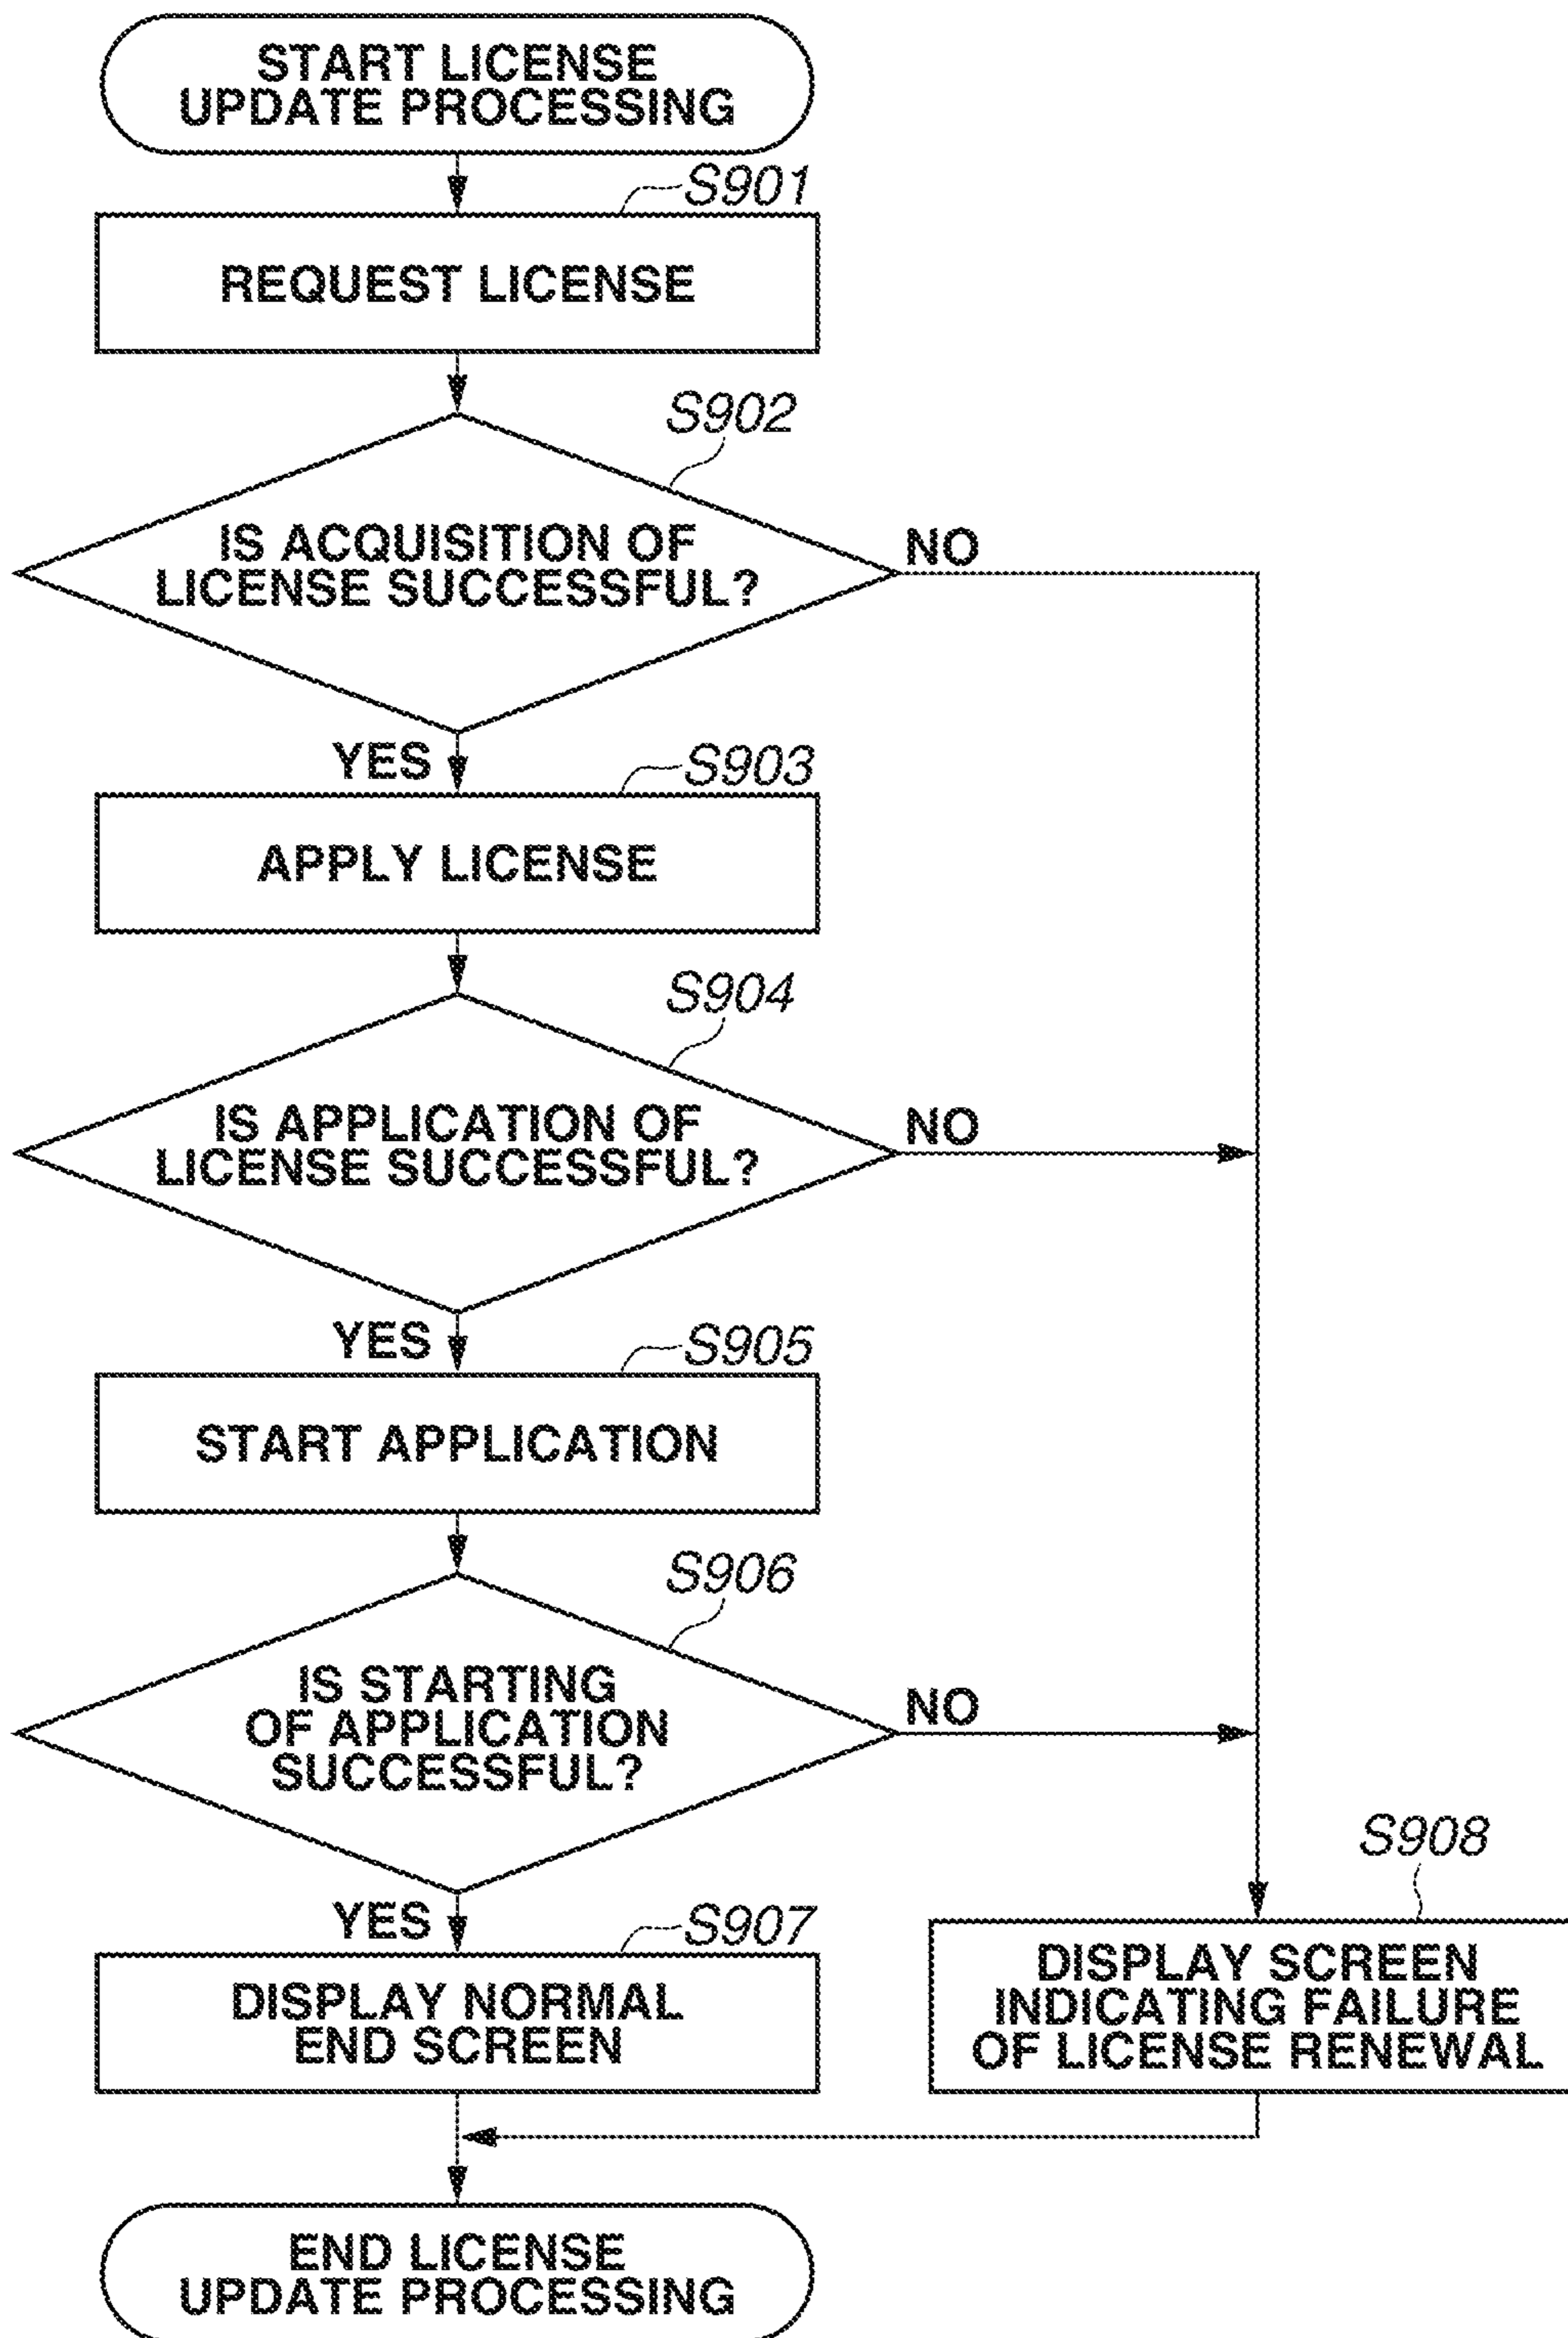 START LICENSE
UPDATE PROCESSING
S901
REQUEST LICENSE
S902
IS ACQUISITION OF
LICENSE SUCCESSFUL?
NO
YES
S903
APPLY LICENSE
S904
IS APPLICATION OF
LICENSE SUCCESSFUL?
NO
YES
S905
START APPLICATION
S906
IS STARTING
OF APPLICATION
SUCCESSFUL?
NO
YES
S907
DISPLAY NORMAL
END SCREEN
S908
DISPLAY SCREEN
INDICATING FAILURE
OF LICENSE RENEWAL
END LICENSE
UPDATE PROCESSING